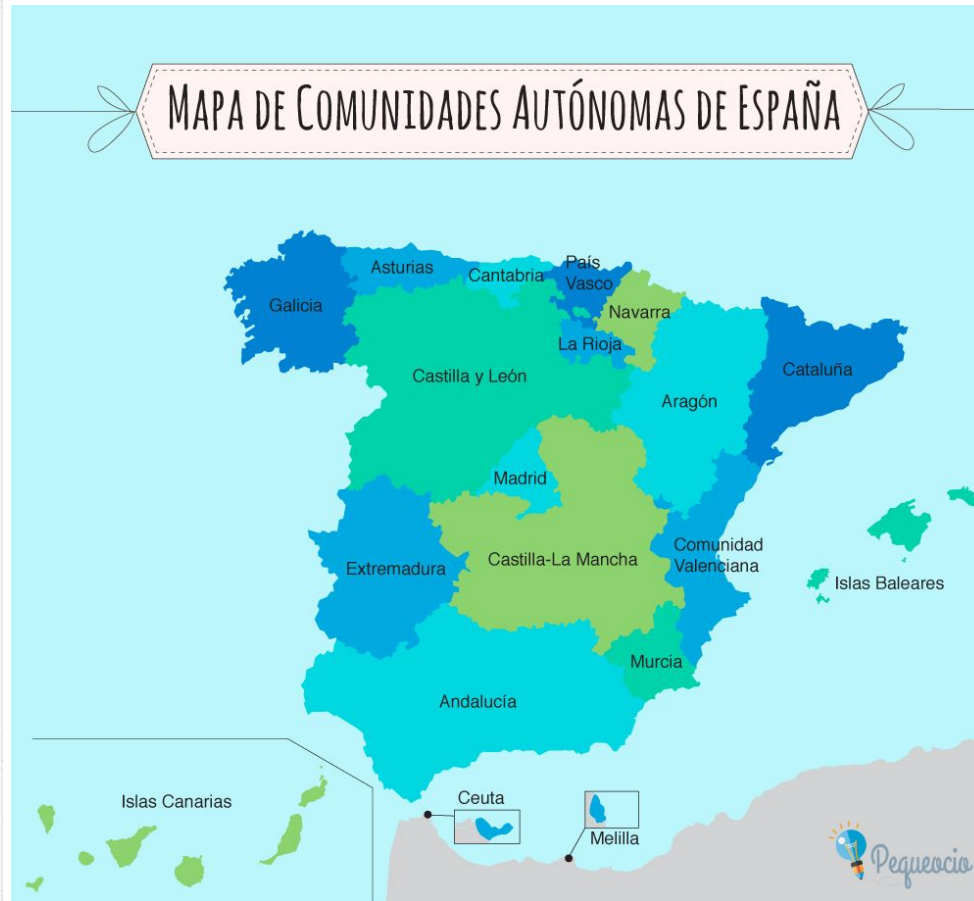 MAPA DE COMUNIDADES AUTÓNOMAS DE ESPAÑA
Galicia
Asturias
Cantabria
País
Vasco
Navarra
La Rioja
Castilla y León
Aragón
Cataluña
Madrid
Comunidad
Valenciana
Castilla-La Mancha
Extremadura
Islas Baleares
Murcia
Andalucía
Islas Canarias
Ceuta
Melilla
Pequeocio